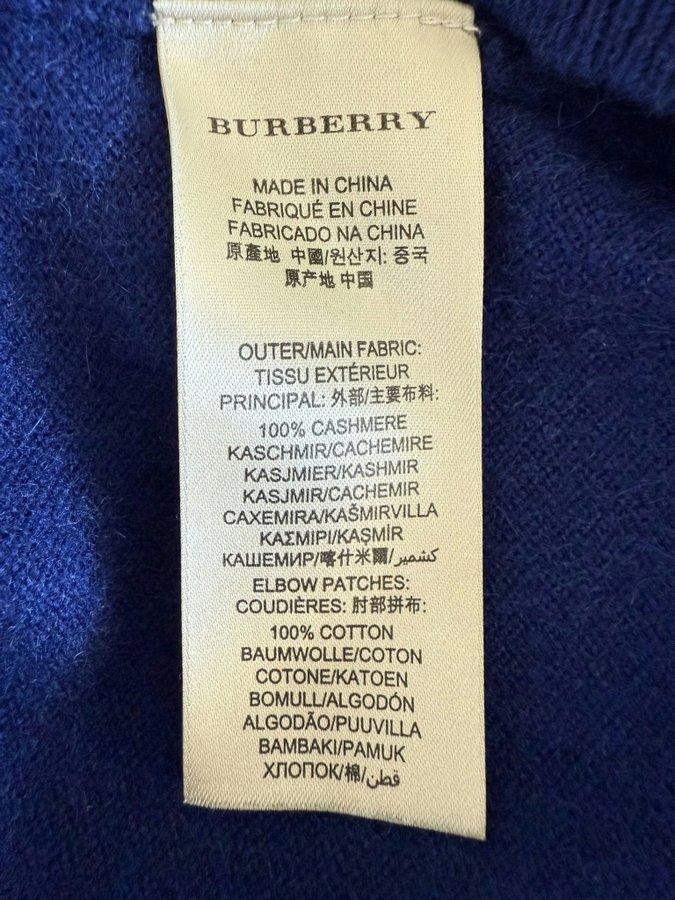 BURBERRY
MADE IN CHINA
FABRIQUÉ EN CHINE
FABRICADO NA CHINA
原產地 中國/원산지: 중국
原产地 中国
OUTER/MAIN FABRIC:
TISSU EXTÉRIEUR
PRINCIPAL: 外部/主要布料:
100% CASHMERE
KASCHMIR/CACHEMIRE
KASJMIER/KASHMIR
KASJMIR/CACHEMIR
CAXEMIRA/KAŠMIRVILLA
ΚΑΣΜΙΡΙ/KAŞMİR
КАШЕМИР/喀什米爾/كشمير
ELBOW PATCHES:
COUDIÈRES: 肘部拼布:
100% COTTON
BAUMWOLLE/COTON
COTONE/KATOEN
BOMULL/ALGODÓN
ALGODÃO/PUUVILLA
BAMBAKI/PAMUK
ХЛОПОК/棉/قطن